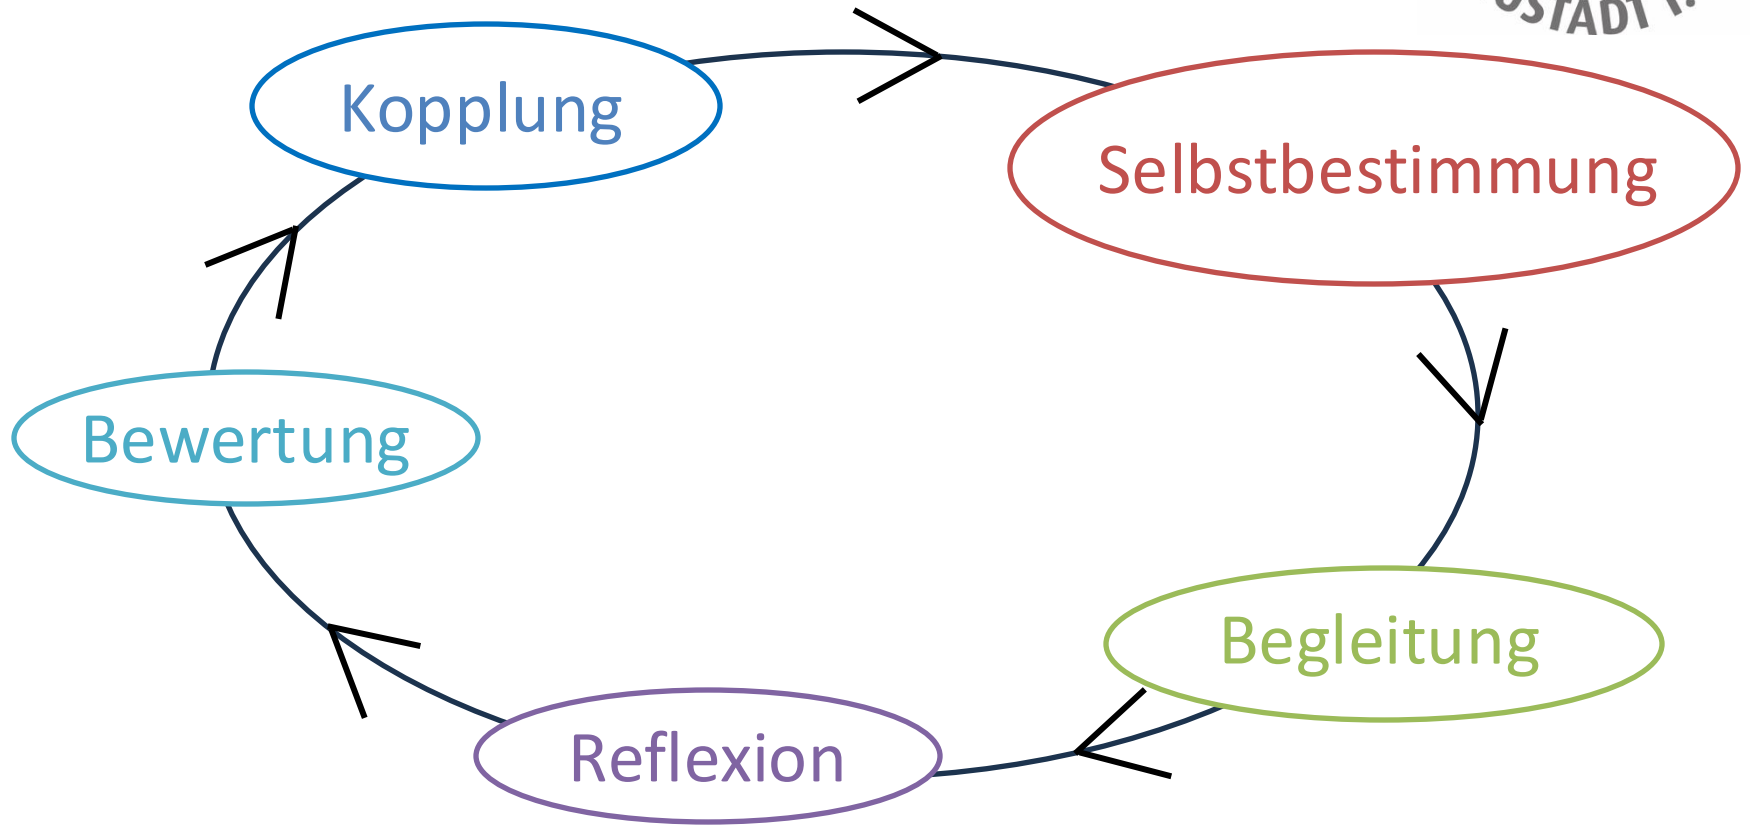 Kopplung
Selbstbestimmung
Bewertung
Begleitung
Reflexion